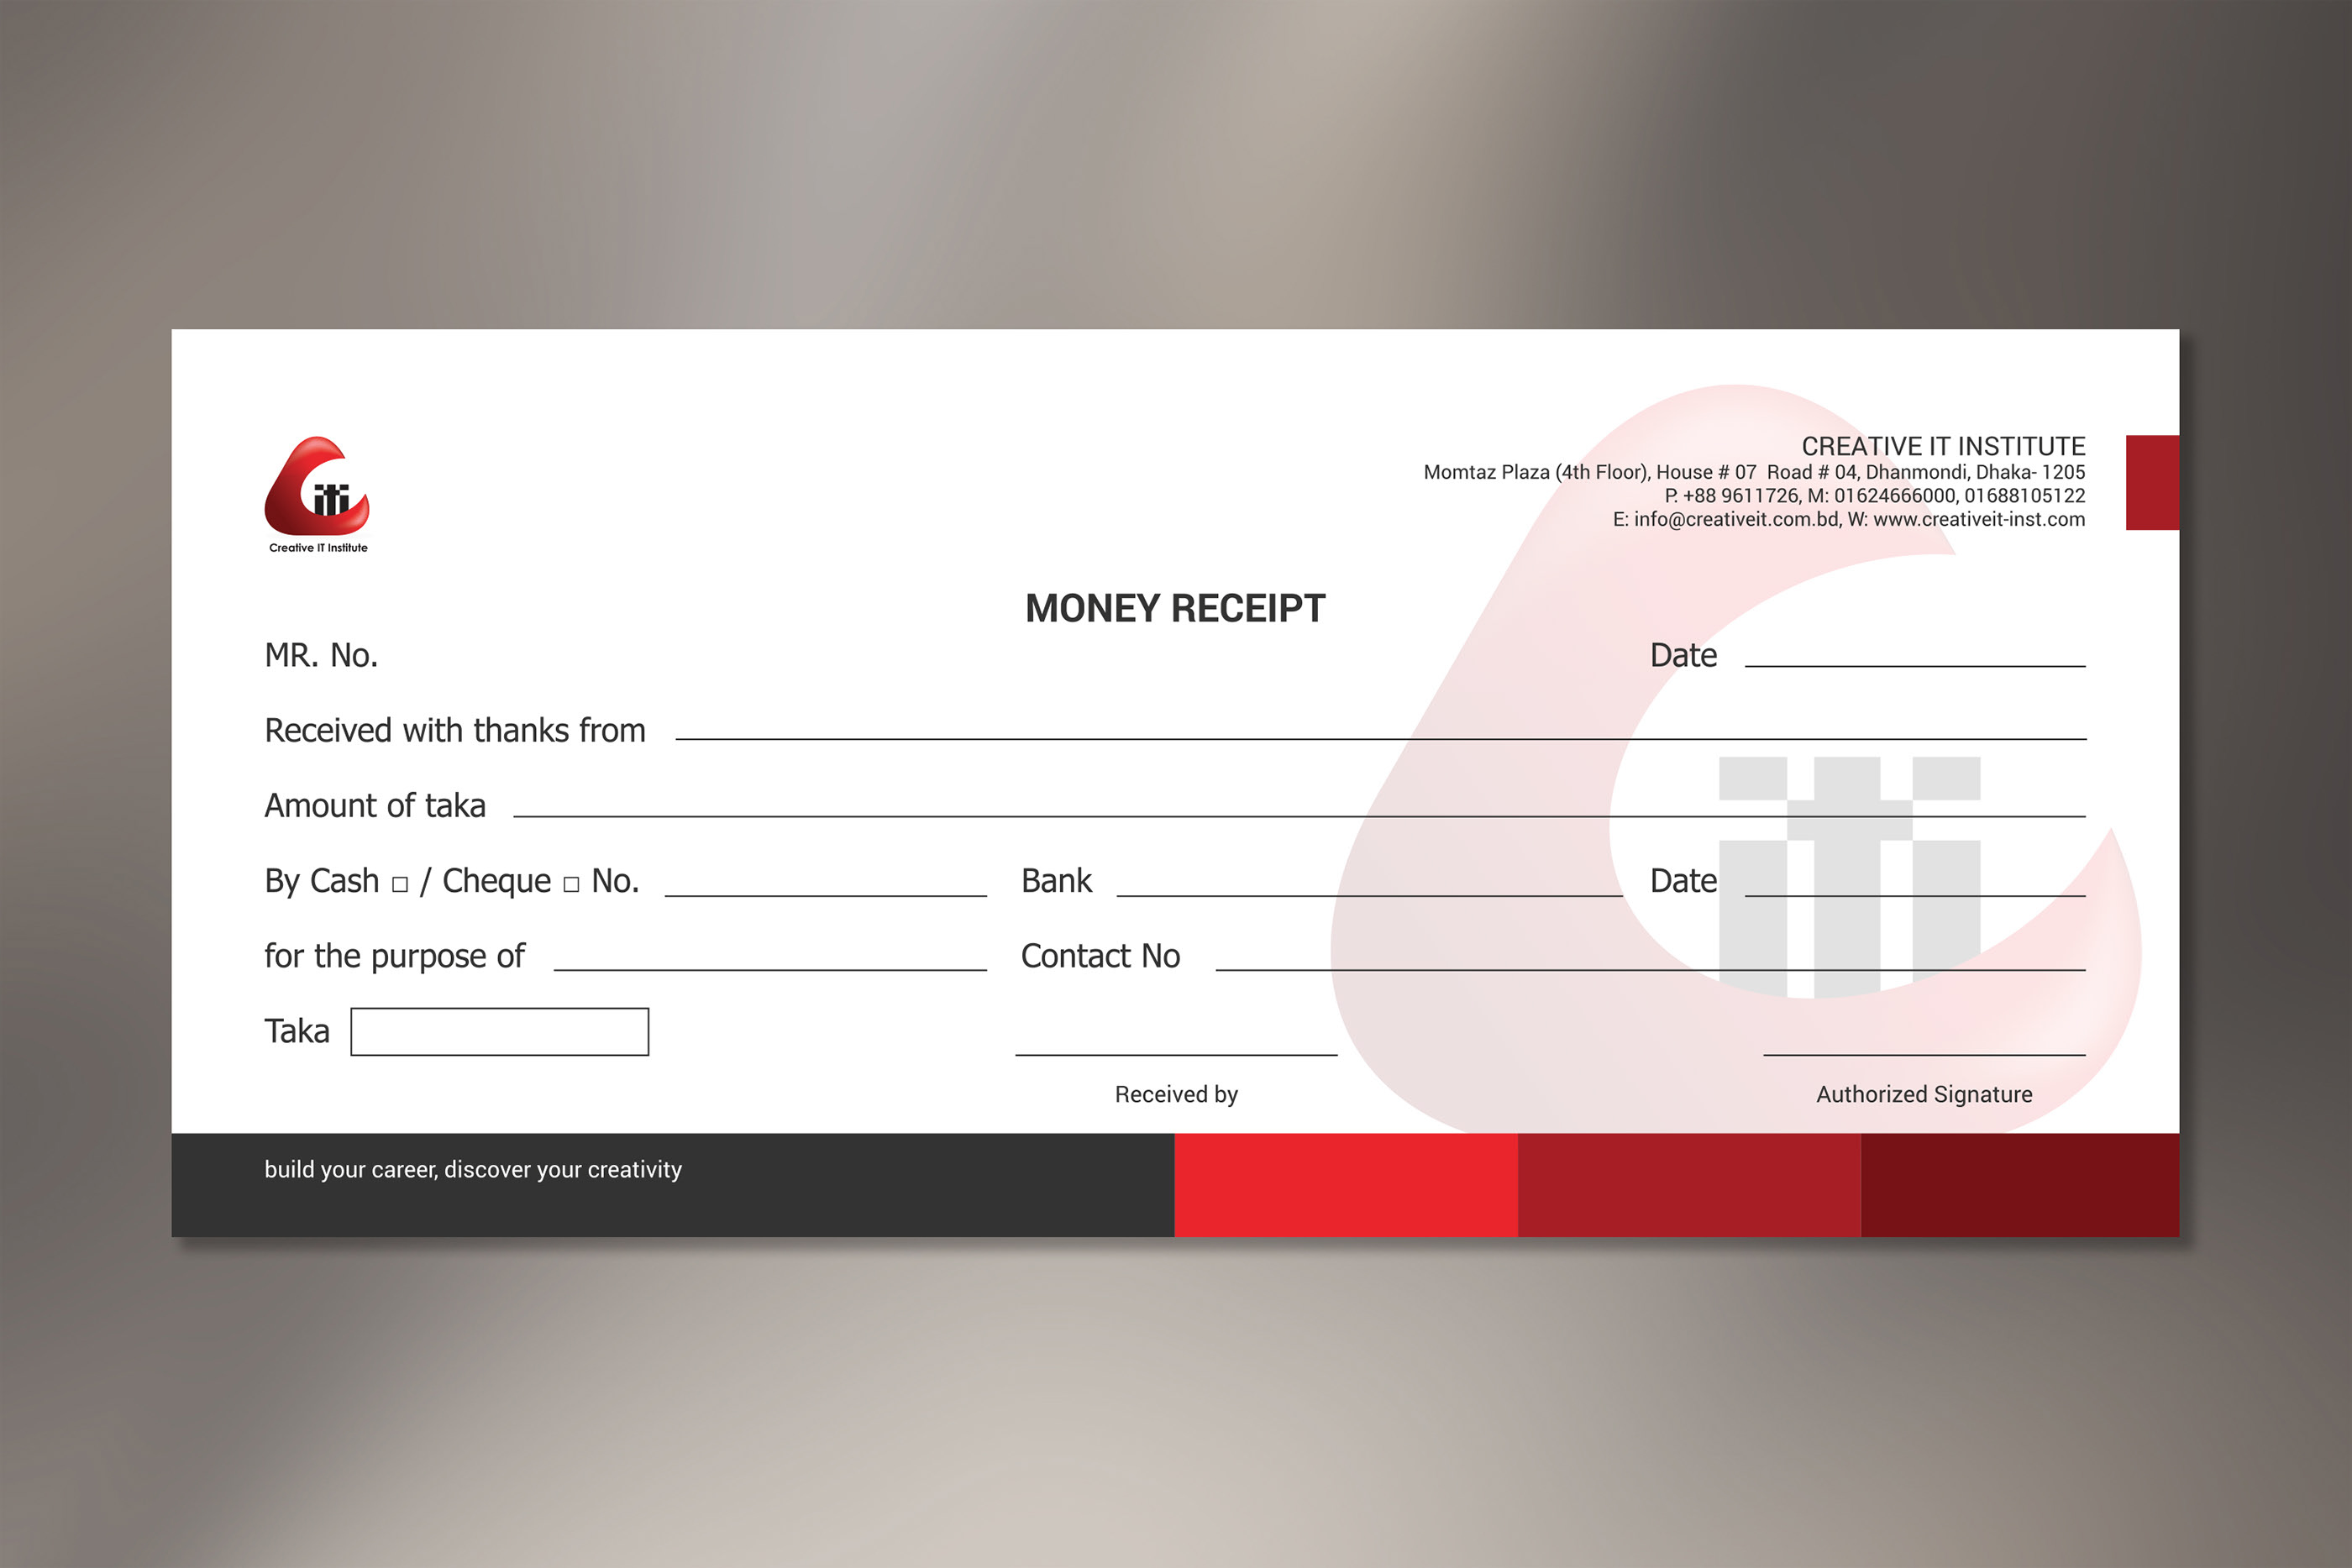 iti
Creative IT Institute
CREATIVE IT INSTITUTE
Momtaz Plaza (4th Floor), House # 07 Road # 04, Dhanmondi, Dhaka- 1205
P: +88 9611726, M: 01624666000, 01688105122
E: info@creativeit.com.bd, W: www.creativeit-inst.com
MONEY RECEIPT
MR. No. Date
Received with thanks from
Amount of taka
By Cash □ / Cheque □ No. Bank Date
for the purpose of Contact No
Taka
Received by Authorized Signature
build your career, discover your creativity
iti